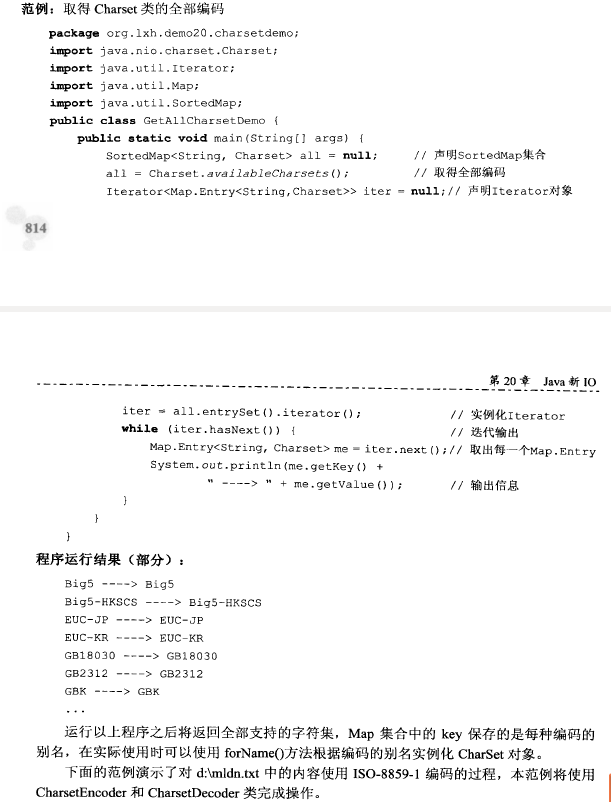 范例：取得 Charset 类的全部编码
package org.lxh.demo20.charsetdemo;
import java.nio.charset.Charset;
import java.util.Iterator;
import java.util.Map;
import java.util.SortedMap;
public class GetAllCharsetDemo {
public static void main(String[] args) {
SortedMap<String, Charset> all = null; // 声明SortedMap集合
all = Charset.availableCharsets(); // 取得全部编码
Iterator<Map.Entry<String,Charset>> iter = null;// 声明Iterator对象
814
第 20 章 Java 新 IO
iter = all.entrySet().iterator(); // 实例化Iterator
while (iter.hasNext()) { // 迭代输出
Map.Entry<String, Charset> me = iter.next();// 取出每一个Map.Entry
System.out.println(me.getKey() +
" ----> " + me.getValue()); // 输出信息
}
}
}
程序运行结果（部分）：
Big5 ----> Big5
Big5-HKSCS ----> Big5-HKSCS
EUC-JP ----> EUC-JP
EUC-KR ----> EUC-KR
GB18030 ----> GB18030
GB2312 ----> GB2312
GBK ----> GBK
...
运行以上程序之后将返回全部支持的字符集，Map 集合中的 key 保存的是每种编码的
别名，在实际使用时可以使用 forName()方法根据编码的别名实例化 CharSet 对象。
下面的范例演示了对 d:\mldn.txt 中的内容使用 ISO-8859-1 编码的过程，本范例将使用
CharsetEncoder 和 CharsetDecoder 类完成操作。